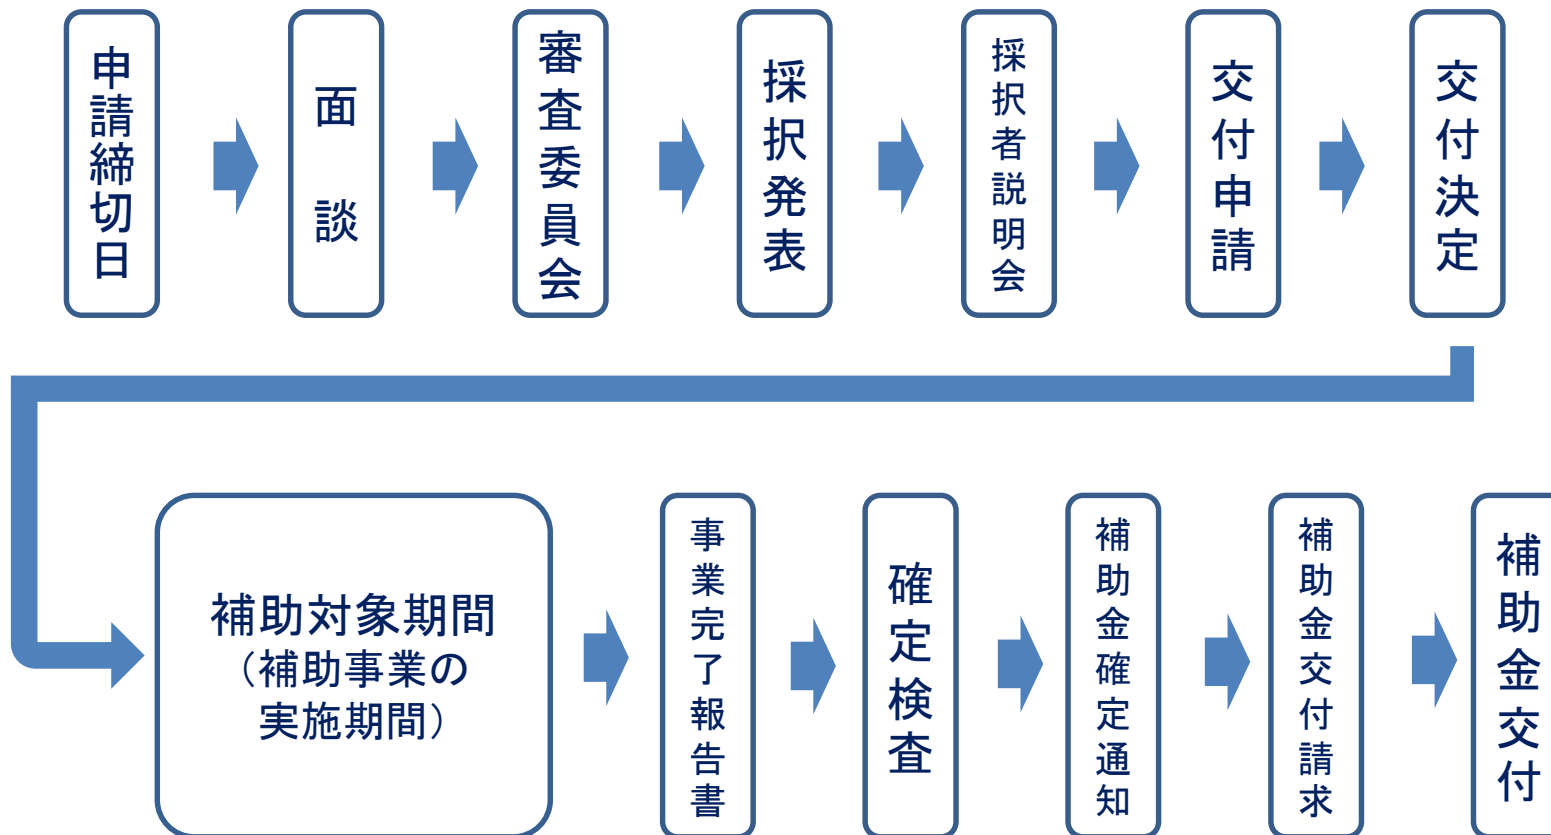 申請締切日
面談
審査委員会
採択発表
採択者説明会
交付申請
交付決定
補助対象期間
（補助事業の
実施期間）
事業完了報告書
確定検査
補助金確定通知
補助金交付請求
補助金交付